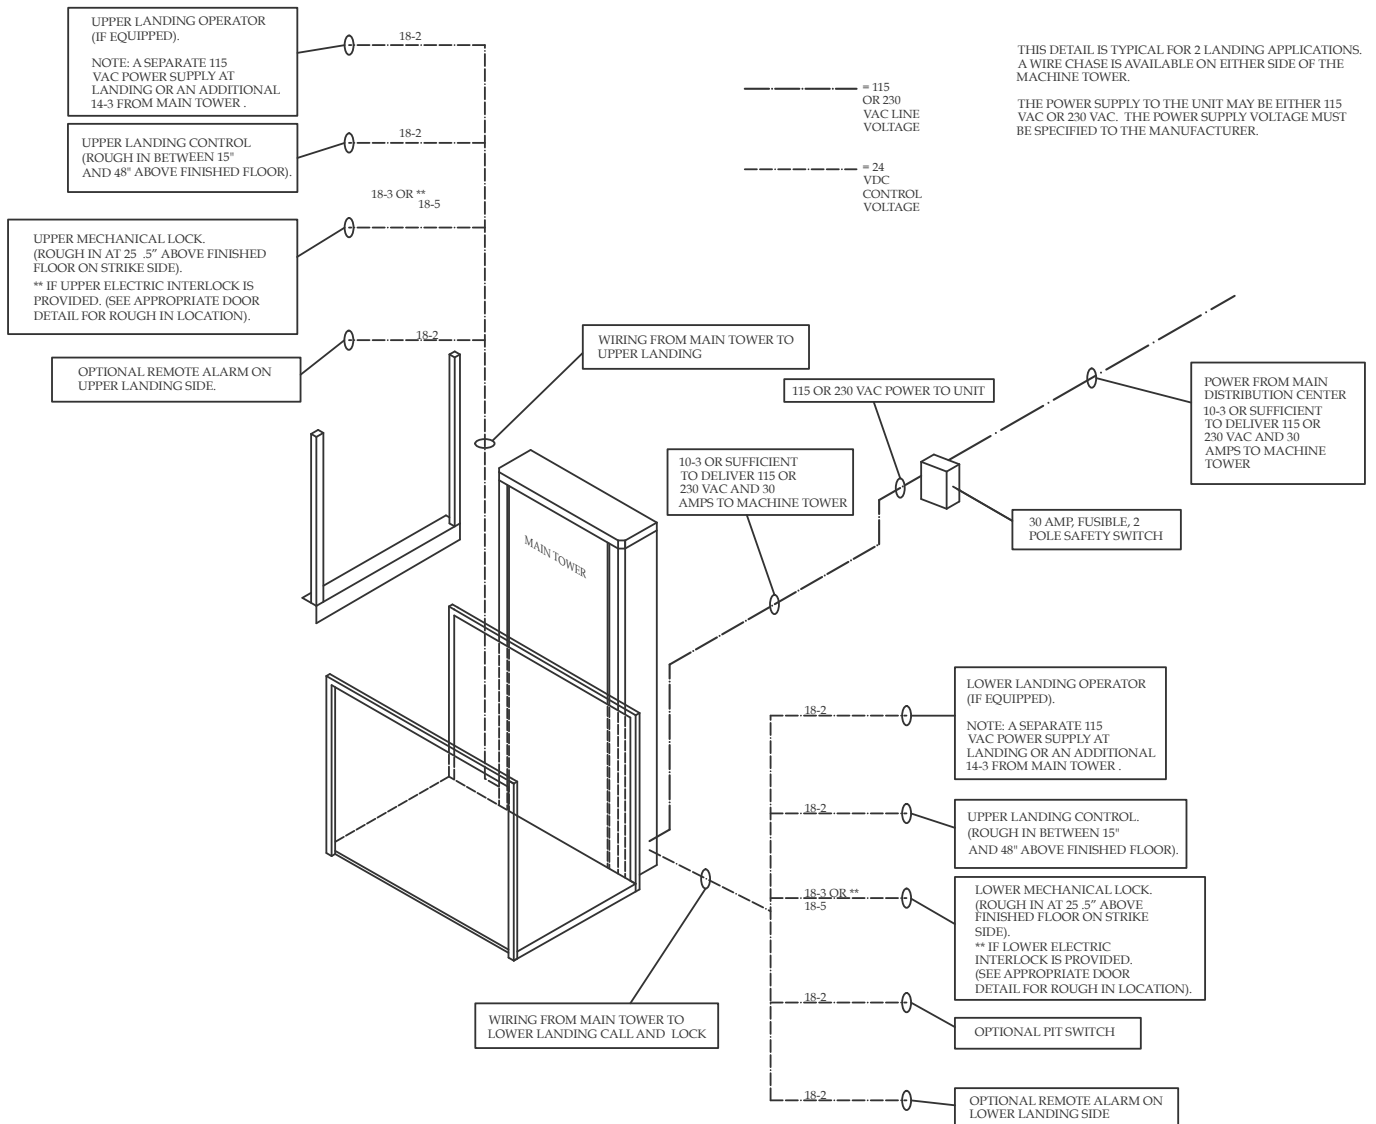 UPPER LANDING OPERATOR
(IF EQUIPPED).
NOTE: A SEPARATE 115
VAC POWER SUPPLY AT
LANDING OR AN ADDITIONAL
14-3 FROM MAIN TOWER .
18-2
UPPER LANDING CONTROL
(ROUGH IN BETWEEN 15"
AND 48" ABOVE FINISHED FLOOR).
18-2
18-3 OR **
18-5
UPPER MECHANICAL LOCK.
(ROUGH IN AT 25 .5" ABOVE FINISHED
FLOOR ON STRIKE SIDE).
** IF UPPER ELECTRIC INTERLOCK IS
PROVIDED. (SEE APPROPRIATE DOOR
DETAIL FOR ROUGH IN LOCATION).
18-2
OPTIONAL REMOTE ALARM ON
UPPER LANDING SIDE.
= 115
OR 230
VAC LINE
VOLTAGE
= 24
VDC
CONTROL
VOLTAGE
THIS DETAIL IS TYPICAL FOR 2 LANDING APPLICATIONS.
A WIRE CHASE IS AVAILABLE ON EITHER SIDE OF THE
MACHINE TOWER.
THE POWER SUPPLY TO THE UNIT MAY BE EITHER 115
VAC OR 230 VAC. THE POWER SUPPLY VOLTAGE MUST
BE SPECIFIED TO THE MANUFACTURER.
WIRING FROM MAIN TOWER TO
UPPER LANDING
115 OR 230 VAC POWER TO UNIT
POWER FROM MAIN
DISTRIBUTION CENTER
10-3 OR SUFFICIENT
TO DELIVER 115 OR
230 VAC AND 30
AMPS TO MACHINE
TOWER
10-3 OR SUFFICIENT
TO DELIVER 115 OR
230 VAC AND 30
AMPS TO MACHINE TOWER
30 AMP, FUSIBLE, 2
POLE SAFETY SWITCH
MAIN TOWER
18-2
LOWER LANDING OPERATOR
(IF EQUIPPED).
NOTE: A SEPARATE 115
VAC POWER SUPPLY AT
LANDING OR AN ADDITIONAL
14-3 FROM MAIN TOWER .
18-2
UPPER LANDING CONTROL.
(ROUGH IN BETWEEN 15"
AND 48" ABOVE FINISHED FLOOR).
18-3 OR **
18-5
LOWER MECHANICAL LOCK.
(ROUGH IN AT 25 .5" ABOVE
FINISHED FLOOR ON STRIKE
SIDE).
** IF LOWER ELECTRIC
INTERLOCK IS PROVIDED.
(SEE APPROPRIATE DOOR
DETAIL FOR ROUGH IN LOCATION).
18-2
OPTIONAL PIT SWITCH
WIRING FROM MAIN TOWER TO
LOWER LANDING CALL AND LOCK
18-2
OPTIONAL REMOTE ALARM ON
LOWER LANDING SIDE